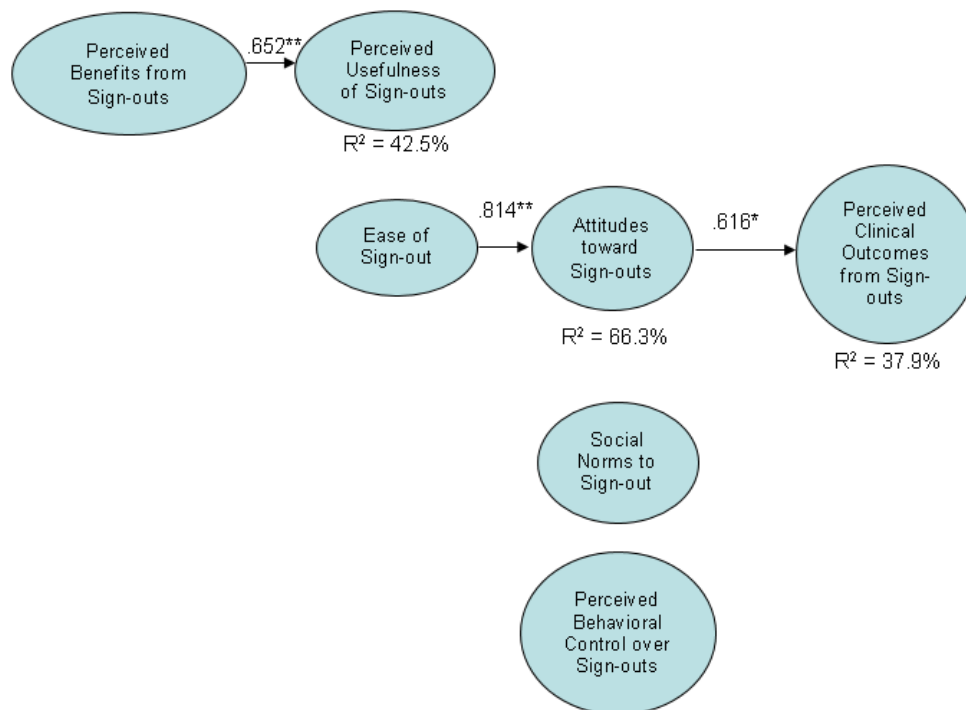 Perceived
Benefits from
Sign-outs
.652**
Perceived
Usefulness
of Sign-outs
R² = 42.5%
Ease of
Sign-out
.814**
Attitudes
toward
Sign-outs
R² = 66.3%
.616*
Perceived
Clinical
Outcomes
from Sign-
outs
R² = 37.9%
Social
Norms to
Sign-out
Perceived
Behavioral
Control over
Sign-outs